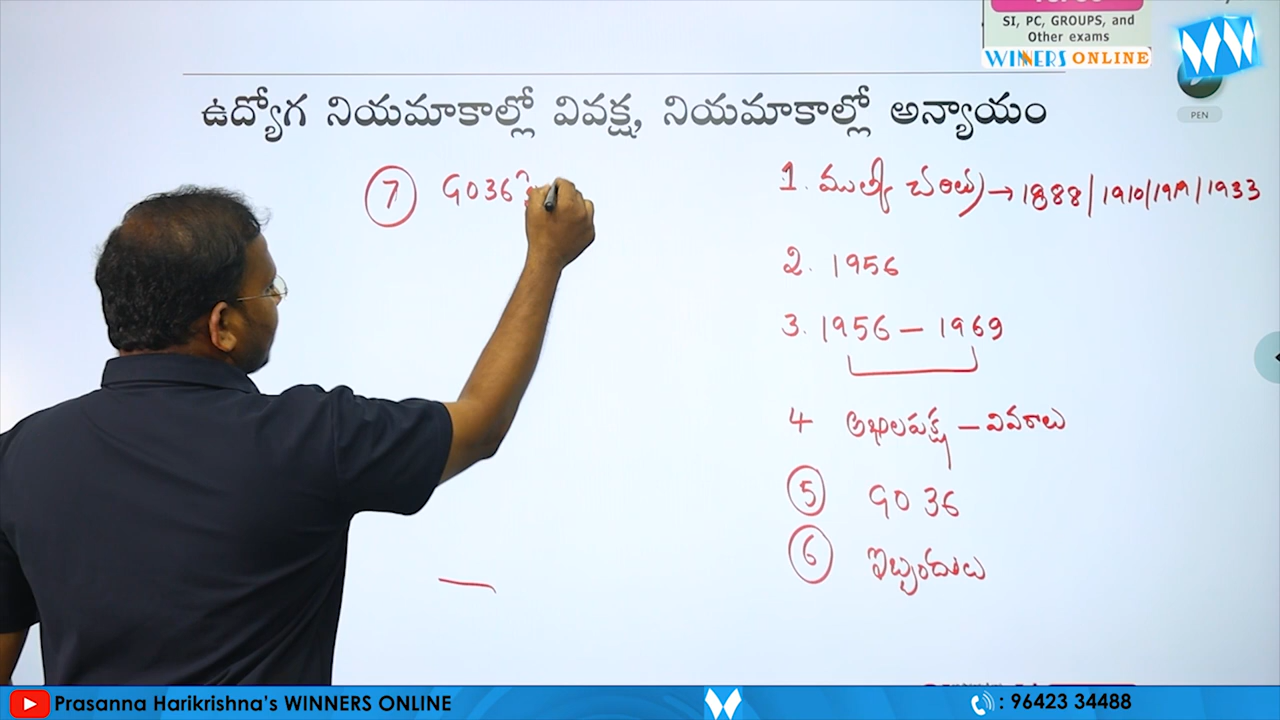 SI, PC, GROUPS, and
Other exams
WINNERS ONLINE
PEN
ఉద్యోగ నియమాకాల్లో వివక్ష, నియమాకాల్లో అన్యాయం
7 GO36
1. ముల్కీ చరిత్ర → 1888/1910/1919/1933
2. 1956
3. 1956 - 1969
4 అఖిలపక్ష - వివరాలు
5 GO 36
6 ఇబ్బందులు
Prasanna Harikrishna's WINNERS ONLINE
: 96423 34488